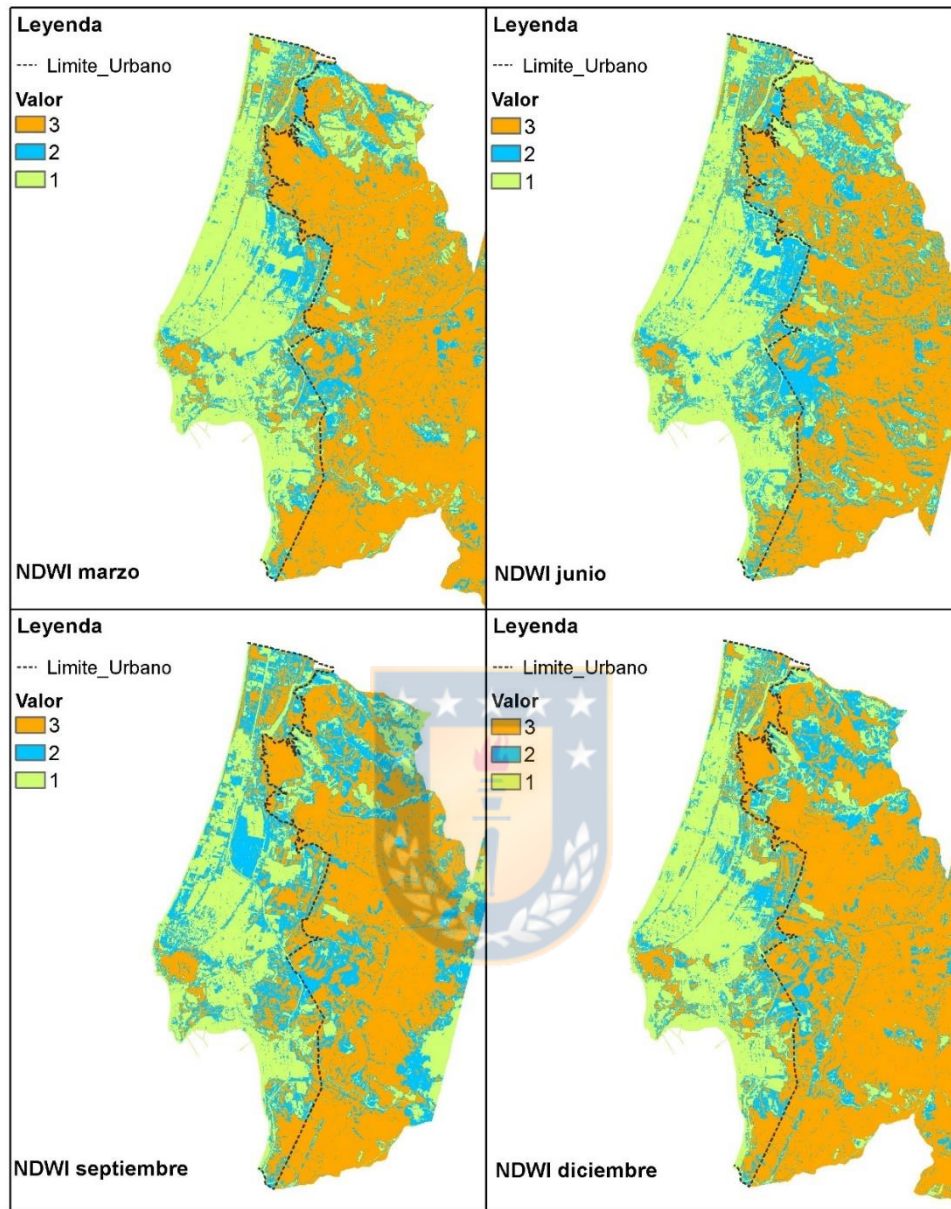 Leyenda
Limite_Urbano
Valor
3
2
1
NDWI marzo
Leyenda
Limite_Urbano
Valor
3
2
1
NDWI junio
Leyenda
Limite_Urbano
Valor
3
2
1
NDWI septiembre
Leyenda
Limite_Urbano
Valor
3
2
1
NDWI diciembre